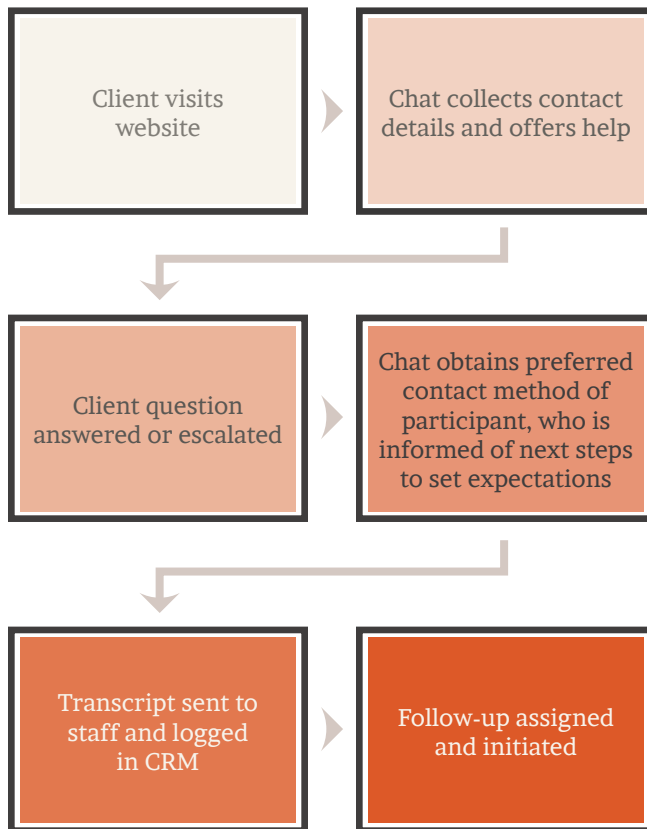 Client visits
website
Chat collects contact
details and offers help
Client question
answered or escalated
Chat obtains preferred
contact method of
participant, who is
informed of next steps
to set expectations
Transcript sent to
staff and logged
in CRM
Follow-up assigned
and initiated